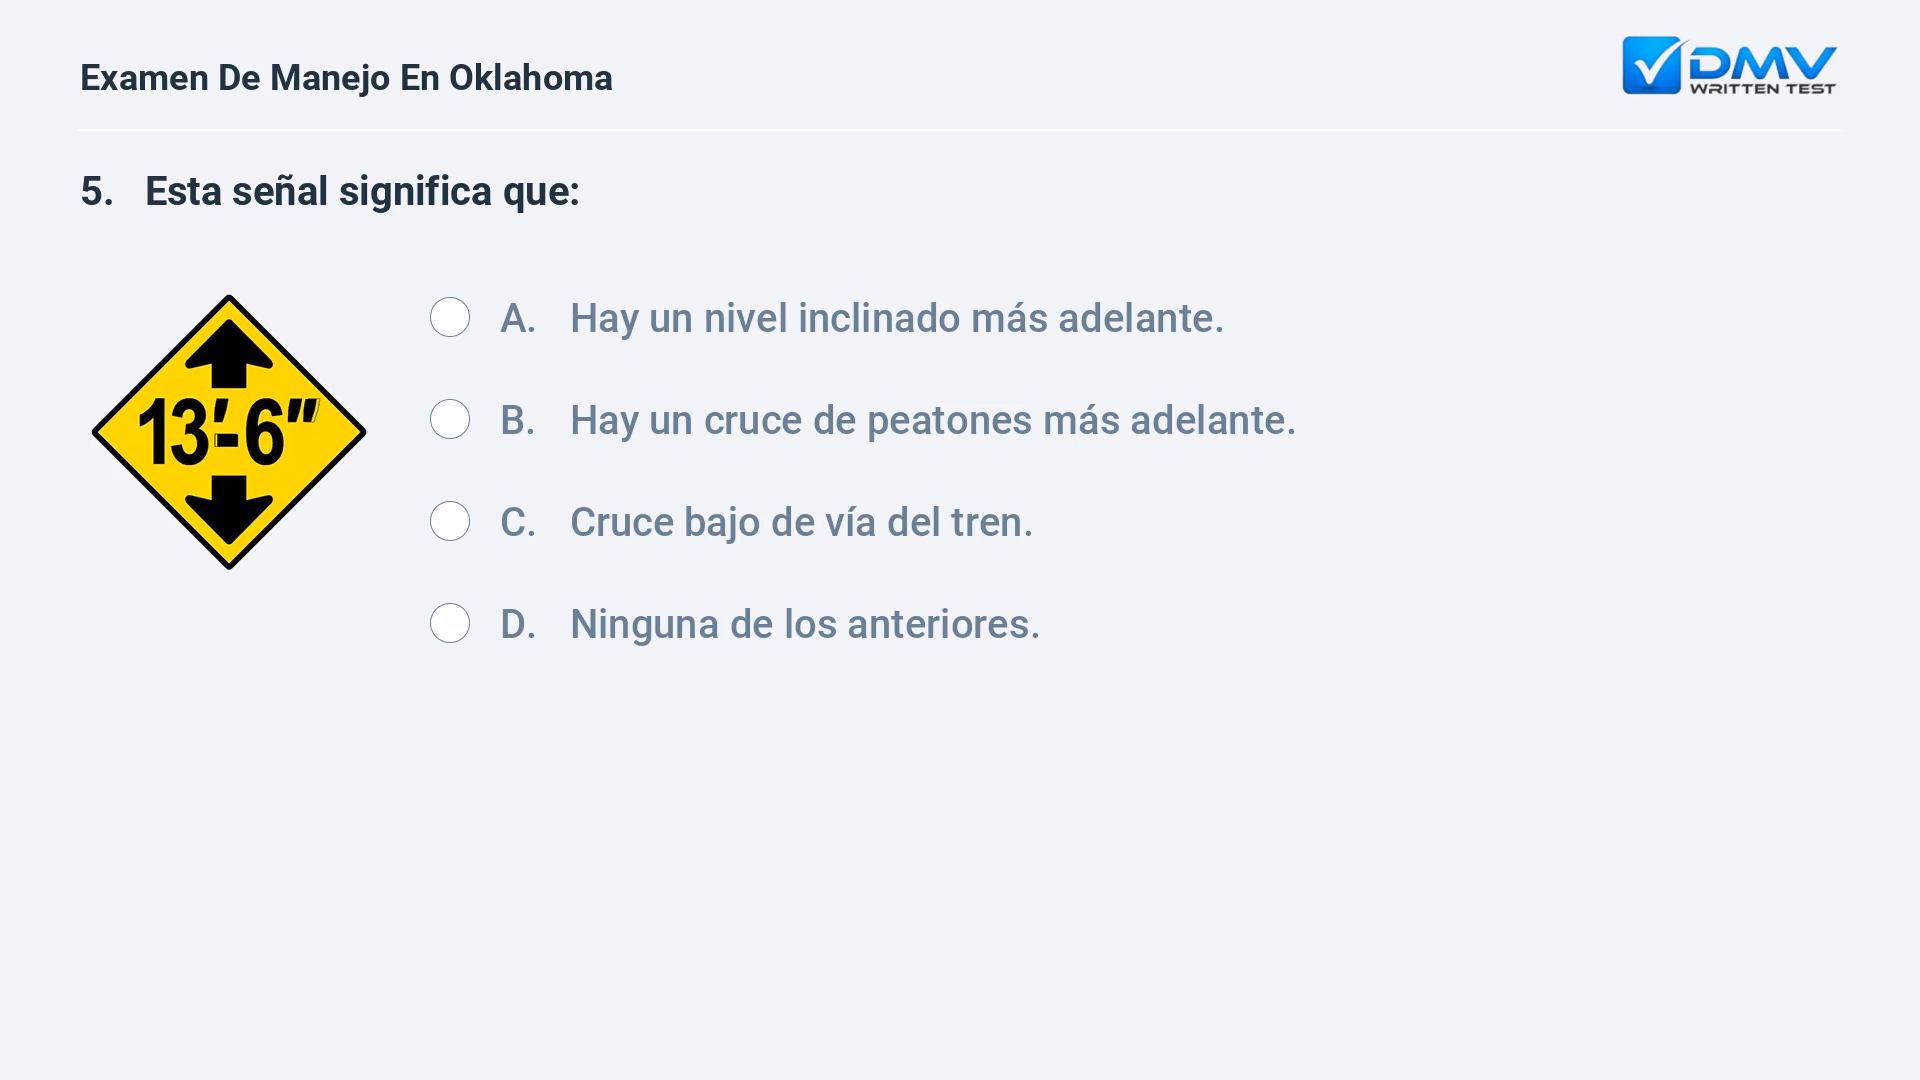 Examen De Manejo En Oklahoma
DMV
WRITTEN TEST
5. Esta señal significa que:
13'-6"
A. Hay un nivel inclinado más adelante.
B. Hay un cruce de peatones más adelante.
C. Cruce bajo de vía del tren.
D. Ninguna de los anteriores.